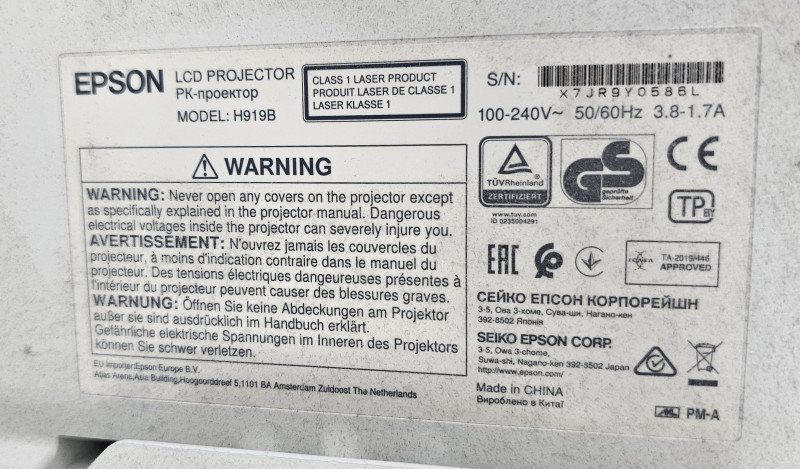 EPSON
LCD PROJECTOR
РК-проектор
MODEL: H919B
CLASS 1 LASER PRODUCT
PRODUIT LASER DE CLASSE 1
LASER KLASSE 1
S/N:
X7JR9Y0586L
100-240V~ 50/60Hz 3.8-1.7A
WARNING
WARNING: Never open any covers on the projector except
as specifically explained in the projector manual. Dangerous
electrical voltages inside the projector can severely injure you.
AVERTISSEMENT: N'ouvrez jamais les couvercles du
projecteur, à moins d'indication contraire dans le manuel du
projecteur. Des tensions électriques dangeureuses présentes à
l'intérieur du projecteur peuvent causer des blessures graves.
WARNUNG: Öffnen Sie keine Abdeckungen am Projektor
außer sie sind ausdrücklich im Handbuch erklärt.
Gefährliche elektrische Spannungen im Inneren des Projektors
können Sie schwer verletzen.
EU importer:Epson Europe B.V.
Atlas Arena,Asia Building,Hoogoorddreef 5,1101 BA Amsterdam Zuidoost The Netherlands
TÜVRheinland
ZERTIFIZIERT
www.tuv.com
ID 0235004291
GS
geprüfte
Sicherheit
CE
TP
BY
EAC
TA-2019/446
APPROVED
СЕЙКО ЕПСОН КОРПОРЕЙШН
3-5, Ова 3-хоме, Сува-ши, Нагано-кен
392-8502 Японія
SEIKO EPSON CORP.
3-5, Owa 3-chome,
Suwa-shi, Nagano-ken 392-8502 Japan
http://www.epson.com/
Made in CHINA
Вироблено в Китаї
PM-A